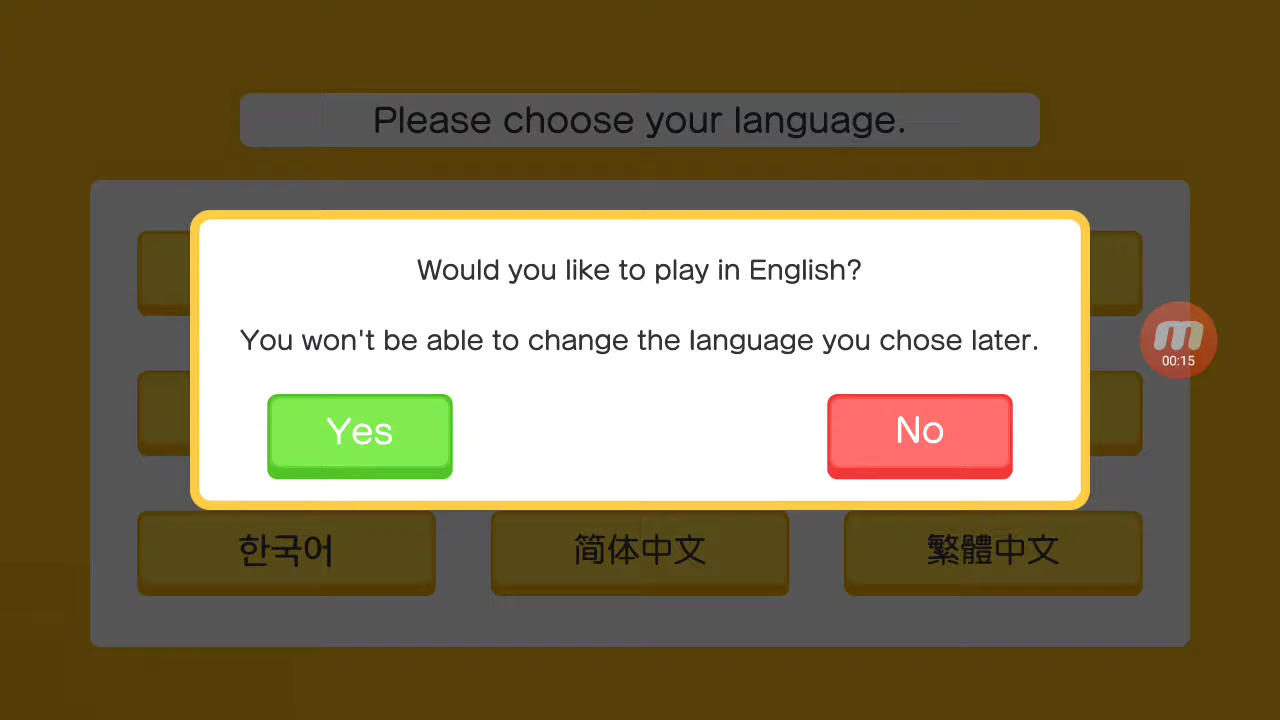 Please choose your language.
Would you like to play in English?
You won't be able to change the language you chose later.
Yes
No
m
00:15
한국어
简体中文
繁體中文